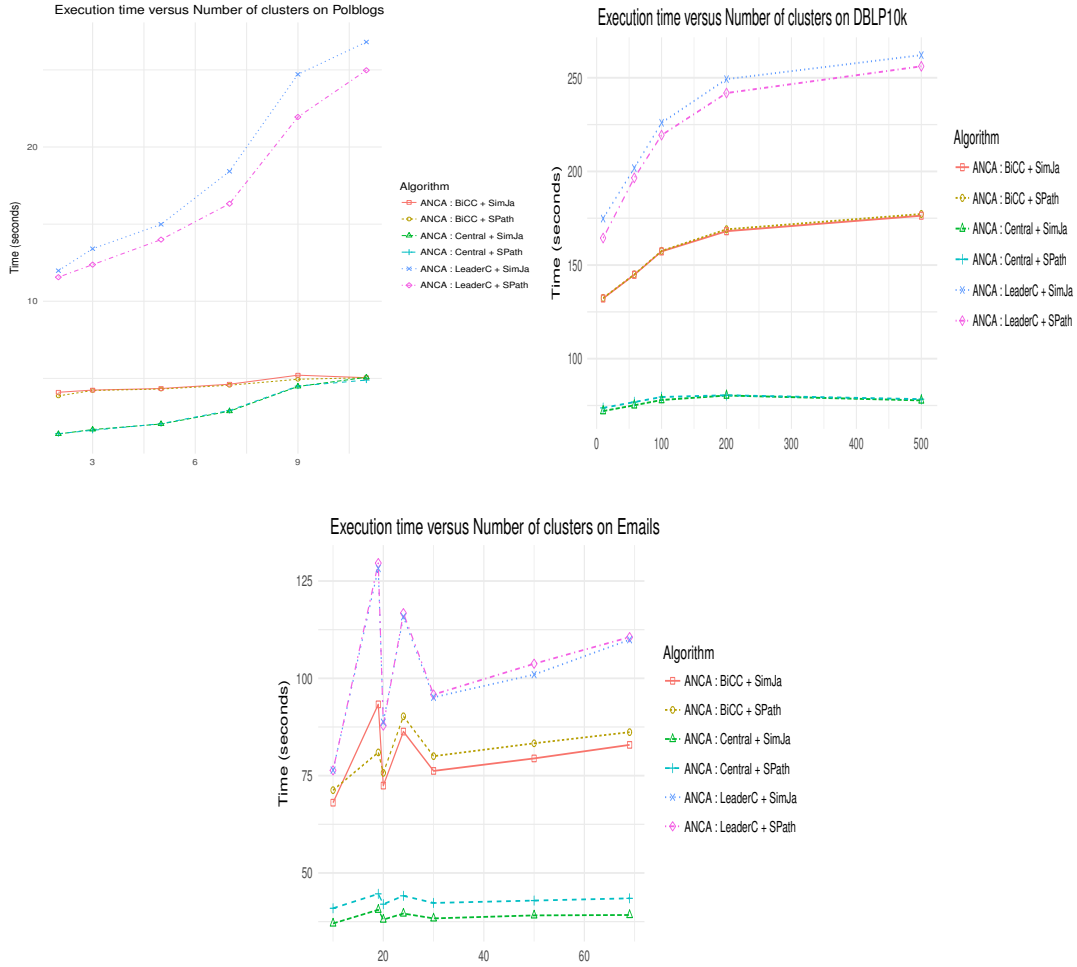 Execution time versus Number of clusters on Polblogs
Time (seconds)
20
10
3
6
9
Algorithm
ANCA : BiCC + SimJa
ANCA : BiCC + SPath
ANCA : Central + SimJa
ANCA : Central + SPath
ANCA : LeaderC + SimJa
ANCA : LeaderC + SPath
Execution time versus Number of clusters on DBLP10k
Time (seconds)
250
200
150
100
0
100
200
300
400
500
Algorithm
ANCA : BiCC + SimJa
ANCA : BiCC + SPath
ANCA : Central + SimJa
ANCA : Central + SPath
ANCA : LeaderC + SimJa
ANCA : LeaderC + SPath
Execution time versus Number of clusters on Emails
Time (seconds)
125
100
75
50
20
40
60
Algorithm
ANCA : BiCC + SimJa
ANCA : BiCC + SPath
ANCA : Central + SimJa
ANCA : Central + SPath
ANCA : LeaderC + SimJa
ANCA : LeaderC + SPath